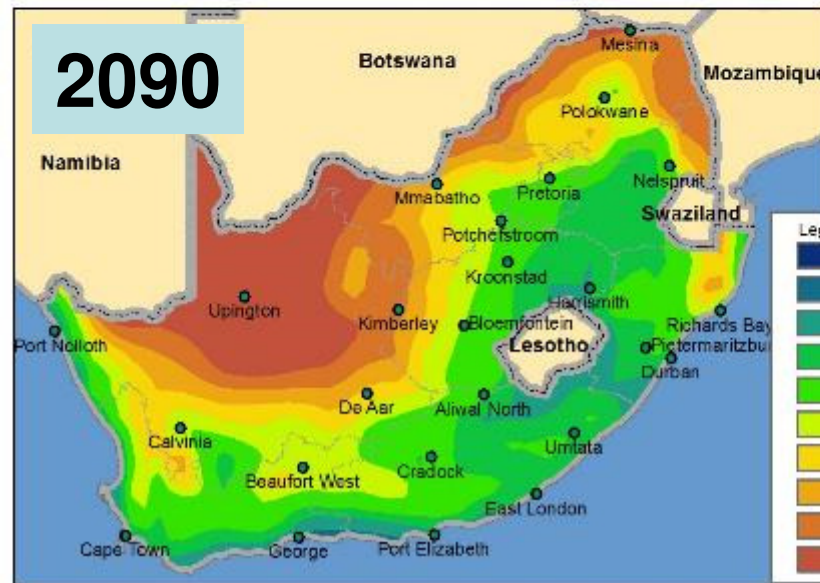 2090
Mesina
Botswana
Mozambique
Polokwane
Namibia
Pretoria
Nelspruit
Mmabatho
Swaziland
Potchefstroom
Leg
Kroonstad
Upington
Harrismith
Kimberley
Bloemfontein
Richards Bay
Port Nolloth
Lesotho
Pietermaritzbu
Durban
De Aar
Aliwal North
Calvinia
Umtata
Cradock
Beaufort West
East London
Cape Town
George
Port Elizabeth